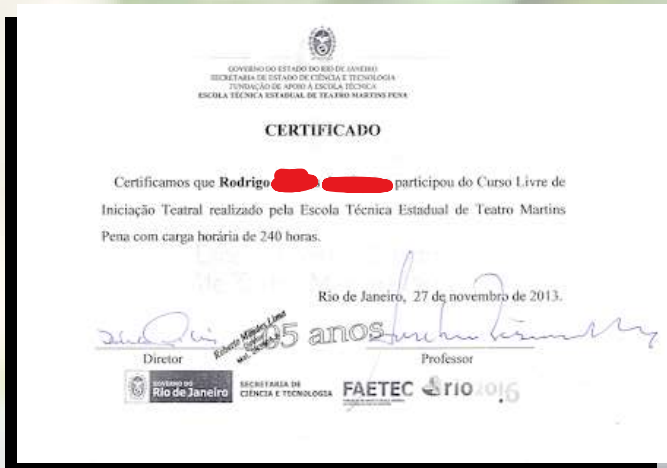 GOVERNO DO ESTADO DO RIO DE JANEIRO
SECRETARIA DE ESTADO DE CIÊNCIA E TECNOLOGIA
FUNDAÇÃO DE APOIO À ESCOLA TÉCNICA
ESCOLA TÉCNICA ESTADUAL DE TEATRO MARTINS PENA
CERTIFICADO
Certificamos que Rodrigo participou do Curso Livre de
Iniciação Teatral realizado pela Escola Técnica Estadual de Teatro Martins
Pena com carga horária de 240 horas.
Rio de Janeiro, 27 de novembro de 2013.
Roberto Mendes Lima
anos
Diretor
Professor
GOVERNO DO
Rio de Janeiro
SECRETARIA DE
CIÊNCIA E TECNOLOGIA
FAETEC
rio